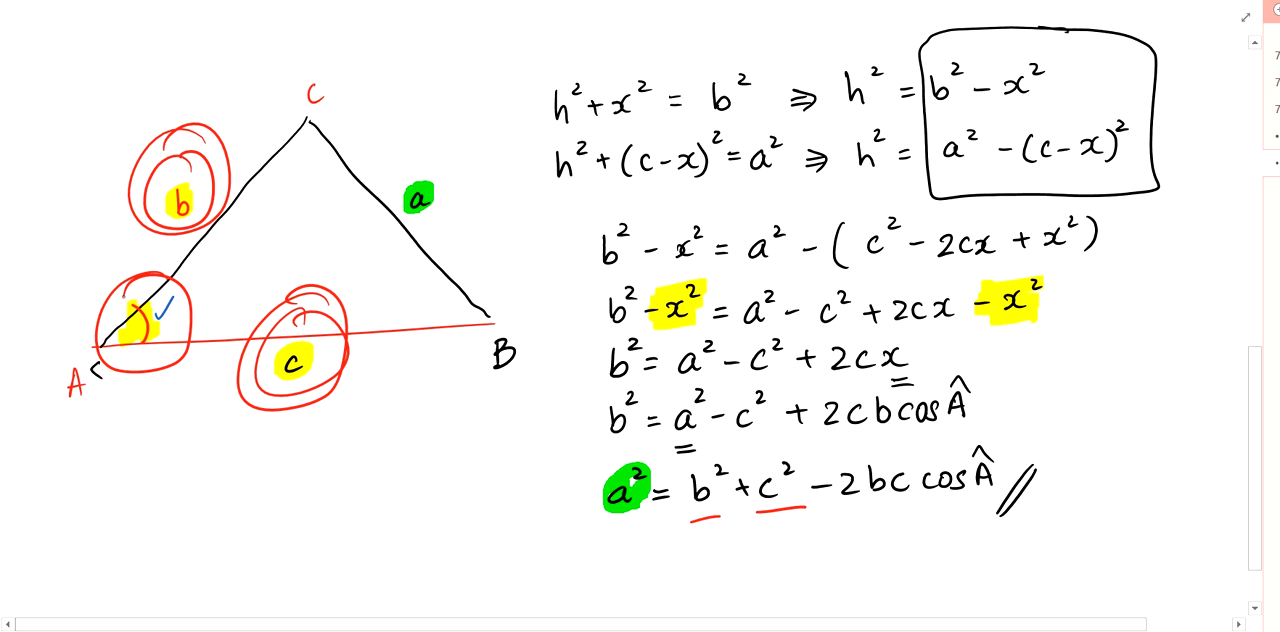 C
b
a
c
A
B
h² + x² = b² ⇒ h² = b² - x²
h² + (c-x)² = a² ⇒ h² = a² - (c-x)²
b² - x² = a² - (c² - 2cx + x²)
b² - x² = a² - c² + 2cx - x²
b² = a² - c² + 2cx
b² = a² - c² + 2cb cos Â
a² = b² + c² - 2bc cos Â //